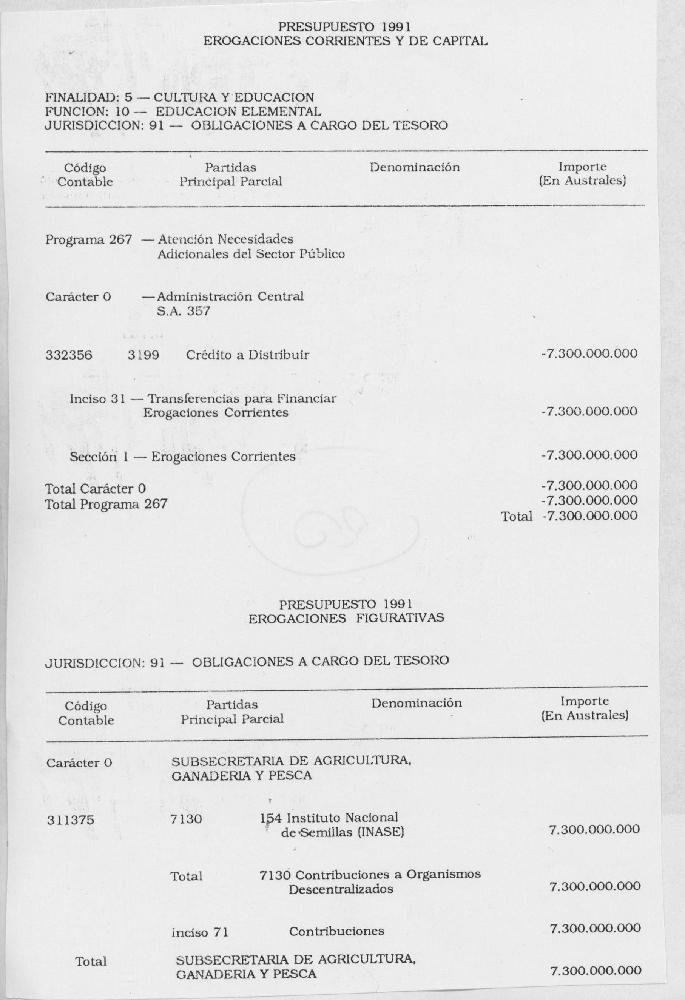 PRESUPUESTO 1991
EROGACIONES CORRIENTES Y DE CAPITAL
FINALIDAD: 5 — CULTURA Y EDUCACION
FUNCION: 10 — EDUCACION ELEMENTAL
JURISDICCION: 91 — OBLIGACIONES A CARGO DEL TESORO
Código Partidas Denominación Importe
Contable Principal Parcial (En Australes)
Programa 267 — Atención Necesidades
Adicionales del Sector Público
Carácter 0 — Administración Central
S.A. 357
332356 3199 Crédito a Distribuir -7.300.000.000
Inciso 31 — Transferencias para Financiar
Erogaciones Corrientes -7.300.000.000
Sección 1 — Erogaciones Corrientes -7.300.000.000
Total Carácter 0 -7.300.000.000
Total Programa 267 -7.300.000.000
Total -7.300.000.000
PRESUPUESTO 1991
EROGACIONES FIGURATIVAS
JURISDICCION: 91 — OBLIGACIONES A CARGO DEL TESORO
Código Partidas Denominación Importe
Contable Principal Parcial (En Australes)
Carácter 0 SUBSECRETARIA DE AGRICULTURA,
GANADERIA Y PESCA
311375 7130 154 Instituto Nacional
de Semillas (INASE) 7.300.000.000
Total 7130 Contribuciones a Organismos
Descentralizados 7.300.000.000
inciso 71 Contribuciones 7.300.000.000
Total SUBSECRETARIA DE AGRICULTURA,
GANADERIA Y PESCA 7.300.000.000